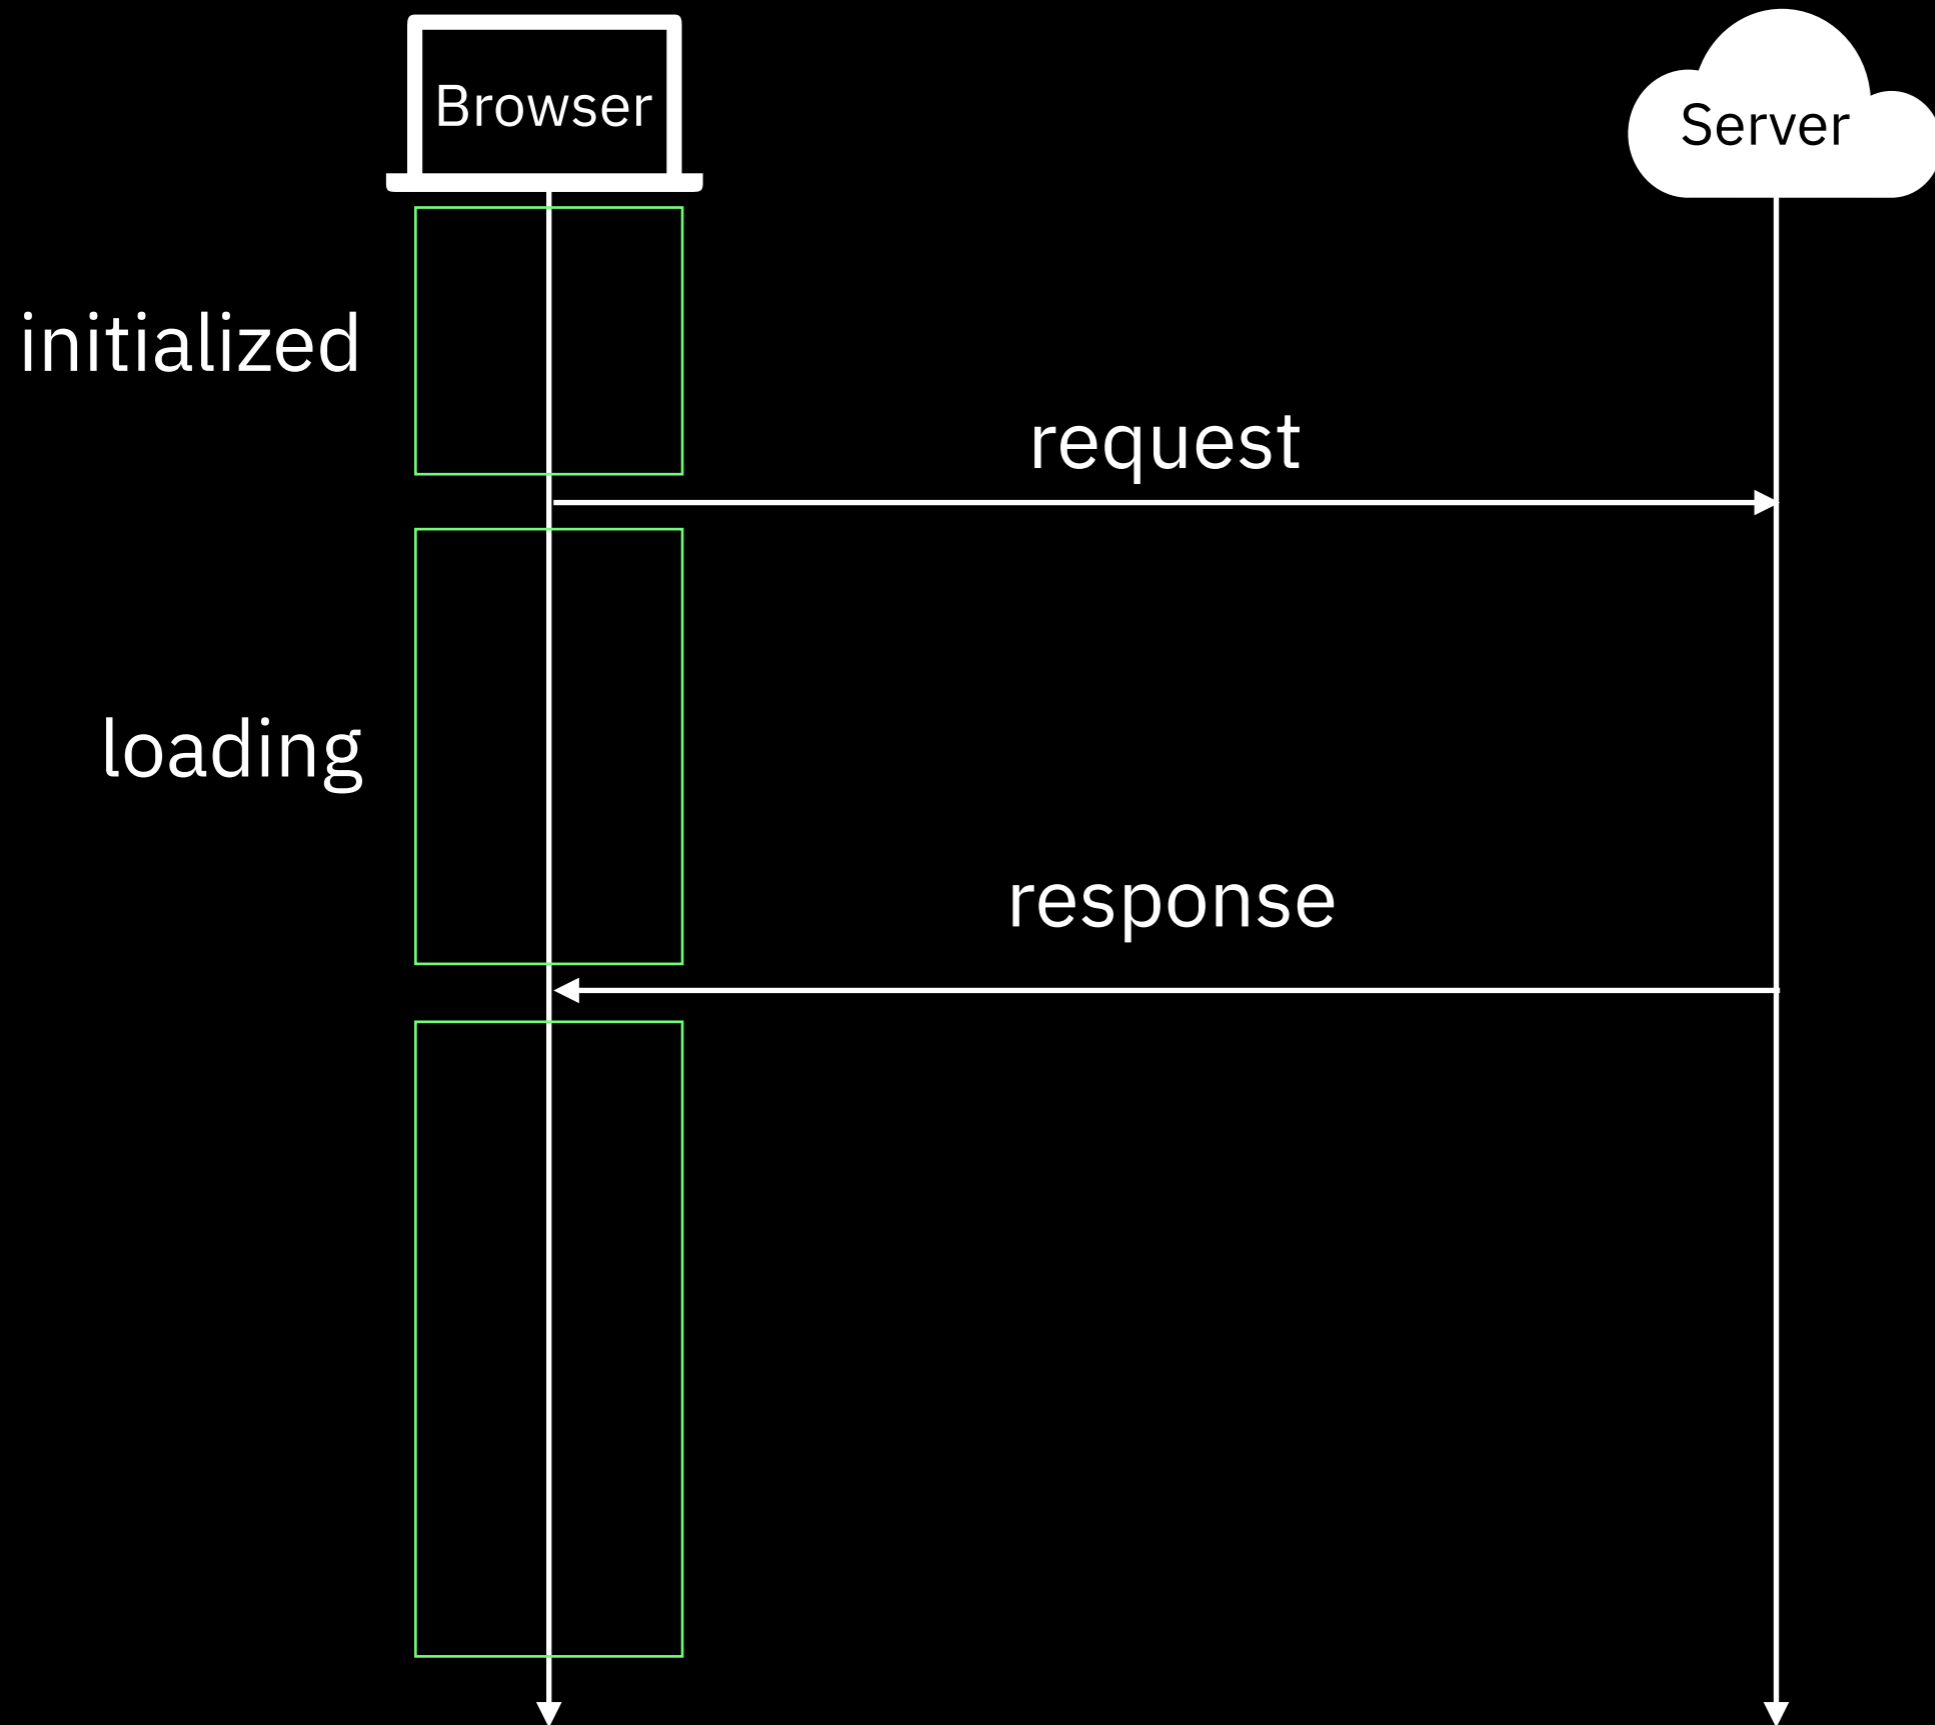 Browser
Server
initialized
request
loading
response